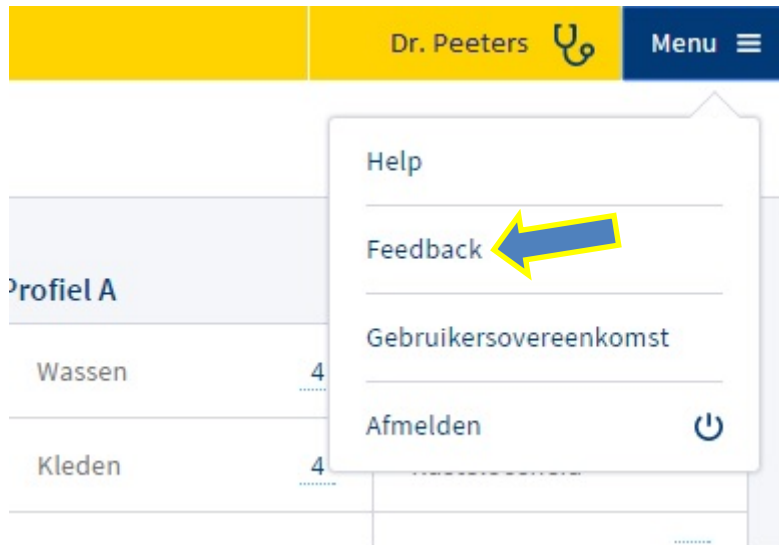 Dr. Peeters Menu
Help
Feedback
Profiel A
Gebruikersovereenkomst
Wassen 4
Afmelden
Kleden 4